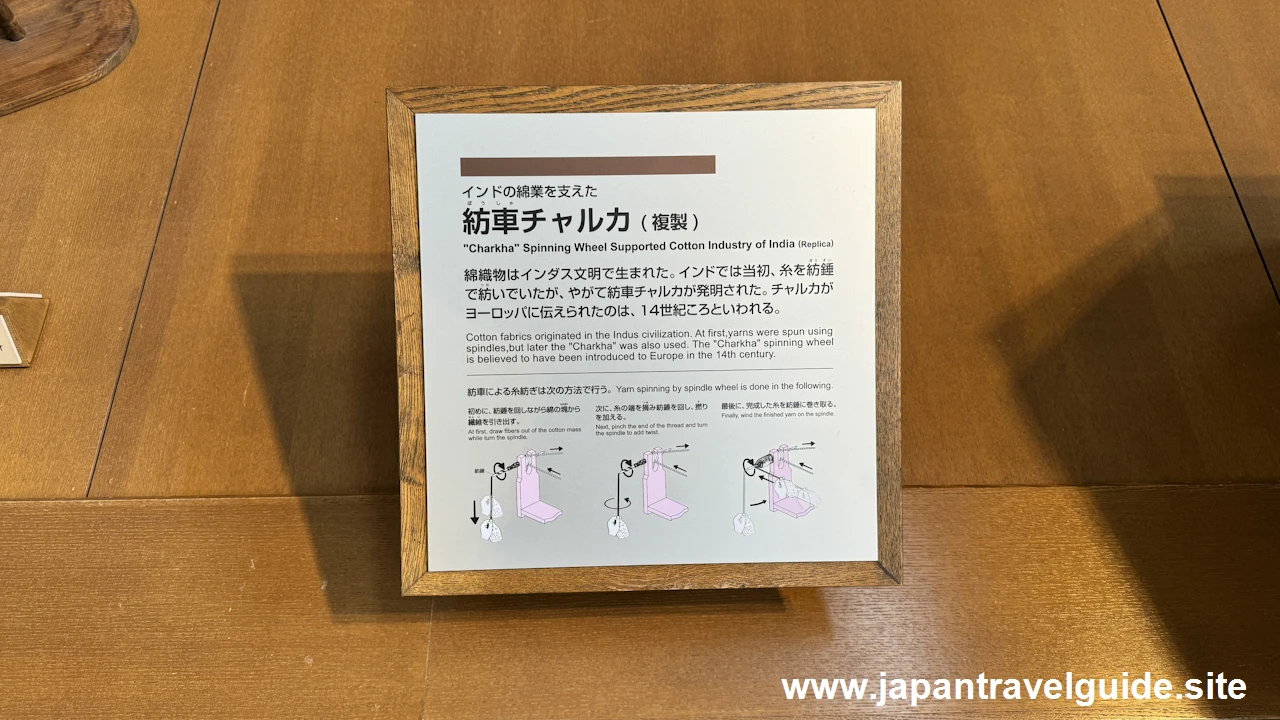 インドの綿業を支えた
ぼうしゃ
紡車チャルカ（複製）
"Charkha" Spinning Wheel Supported Cotton Industry of India (Replica)
綿織物はインダス文明で生まれた。インドでは当初、糸を紡錘
で紡いでいたが、やがて紡車チャルカが発明された。チャルカが
ヨーロッパに伝えられたのは、14世紀ころといわれる。
Cotton fabrics originated in the Indus civilization. At first,yarns were spun using
spindles,but later the "Charkha" was also used. The "Charkha" spinning wheel
is believed to have been introduced to Europe in the 14th century.
紡車による糸紡ぎは次の方法で行う。Yarn spinning by spindle wheel is done in the following.
初めに、紡錘を回しながら綿の塊から
繊維を引き出す。
At first, draw fibers out of the cotton mass
while turn the spindle.
次に、糸の端を摘み紡錘を回し、撚り
を加える。
Next, pinch the end of the thread and turn
the spindle to add twist.
最後に、完成した糸を紡錘に巻き取る。
Finally, wind the finished yarn on the spindle.
紡錘
www.japantravelguide.site